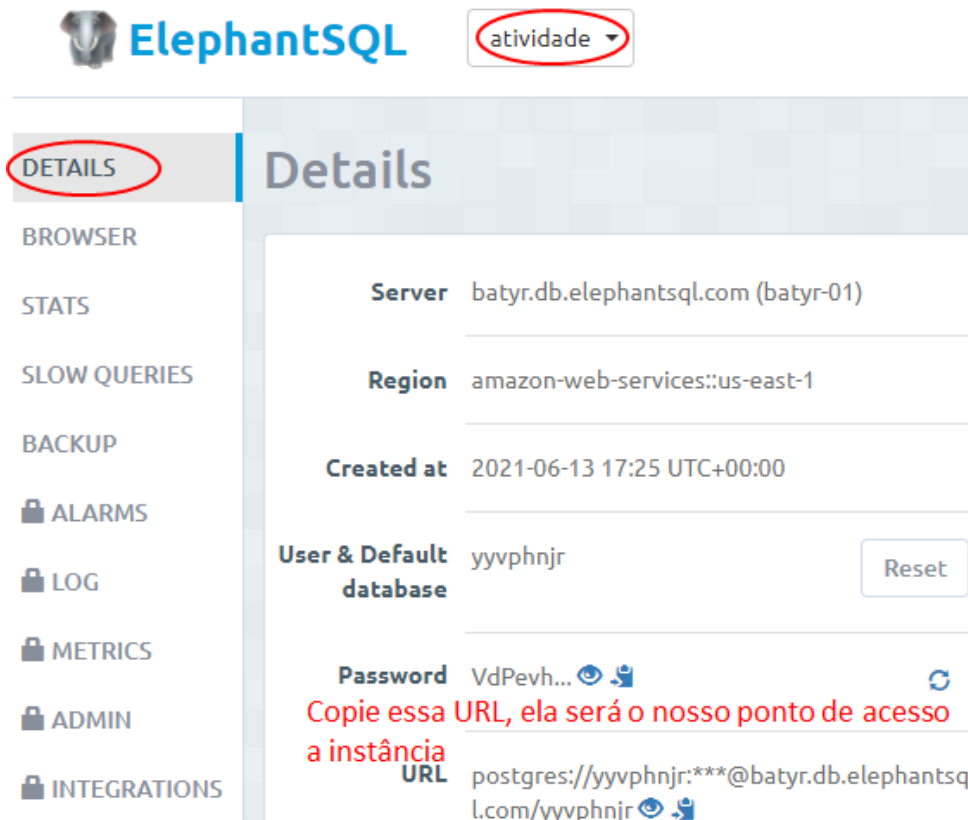 ElephantSQL
atividade
DETAILS
Details
BROWSER
STATS
SLOW QUERIES
BACKUP
ALARMS
LOG
METRICS
ADMIN
INTEGRATIONS
Server batyr.db.elephantsql.com (batyr-01)
Region amazon-web-services::us-east-1
Created at 2021-06-13 17:25 UTC+00:00
User & Default yyvphnjr Reset
database
Password VdPevh...
Copie essa URL, ela será o nosso ponto de acesso
a instância
URL postgres://yyvphnjr:***@batyr.db.elephantsq
l.com/yyvphnjr